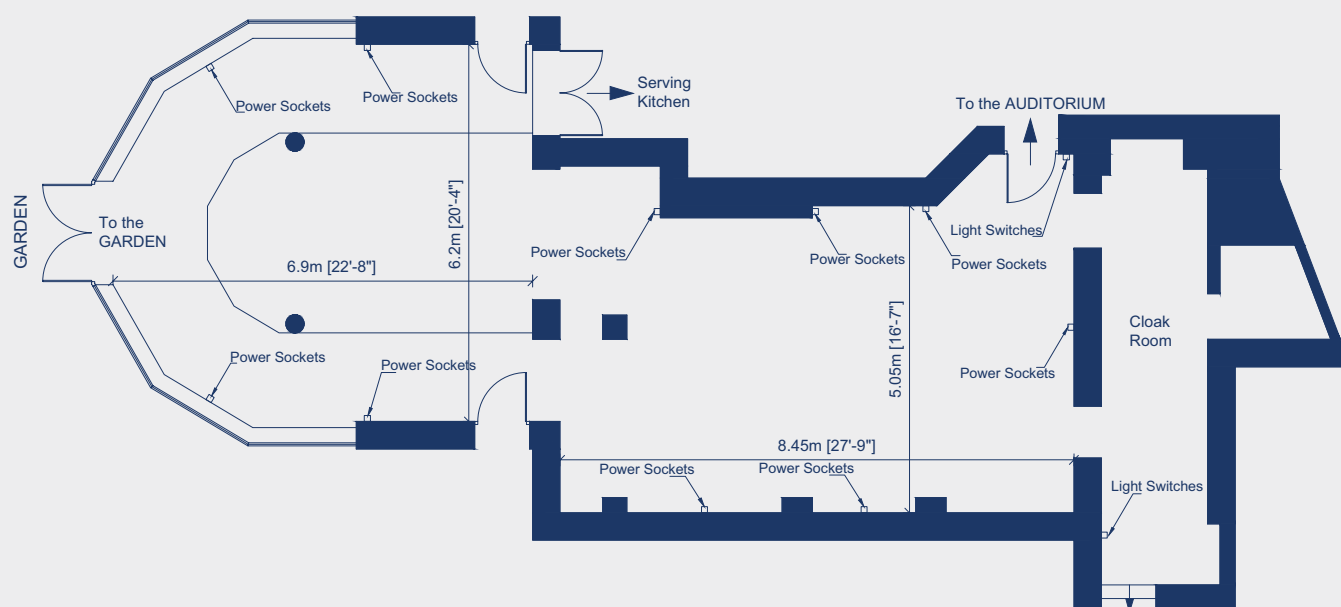 Serving
Kitchen
To the AUDITORIUM
Power Sockets
Power Sockets
GARDEN
To the
GARDEN
6.2m [20'-4"]
6.9m [22'-8"]
Power Sockets
Power Sockets
Light Switches
Power Sockets
5.05m [16'-7"]
Cloak
Room
Power Sockets
Power Sockets
Power Sockets
8.45m [27'-9"]
Power Sockets
Power Sockets
Light Switches